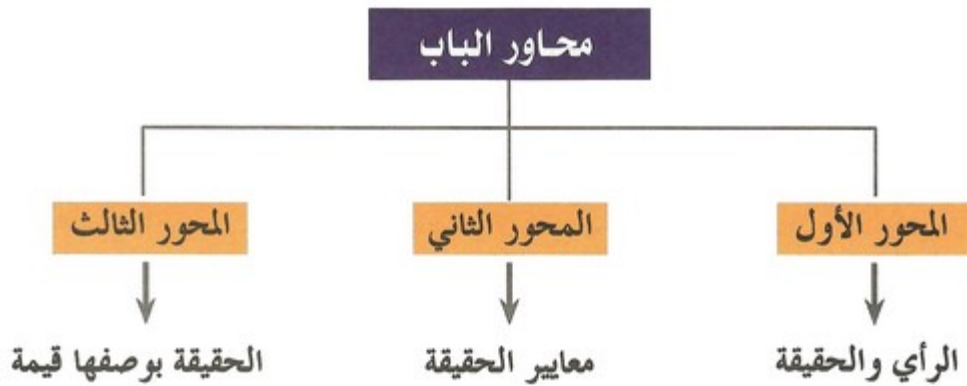 محاور الباب
المحور الأول
المحور الثاني
المحور الثالث
الرأي والحقيقة
معايير الحقيقة
الحقيقة بوصفها قيمة